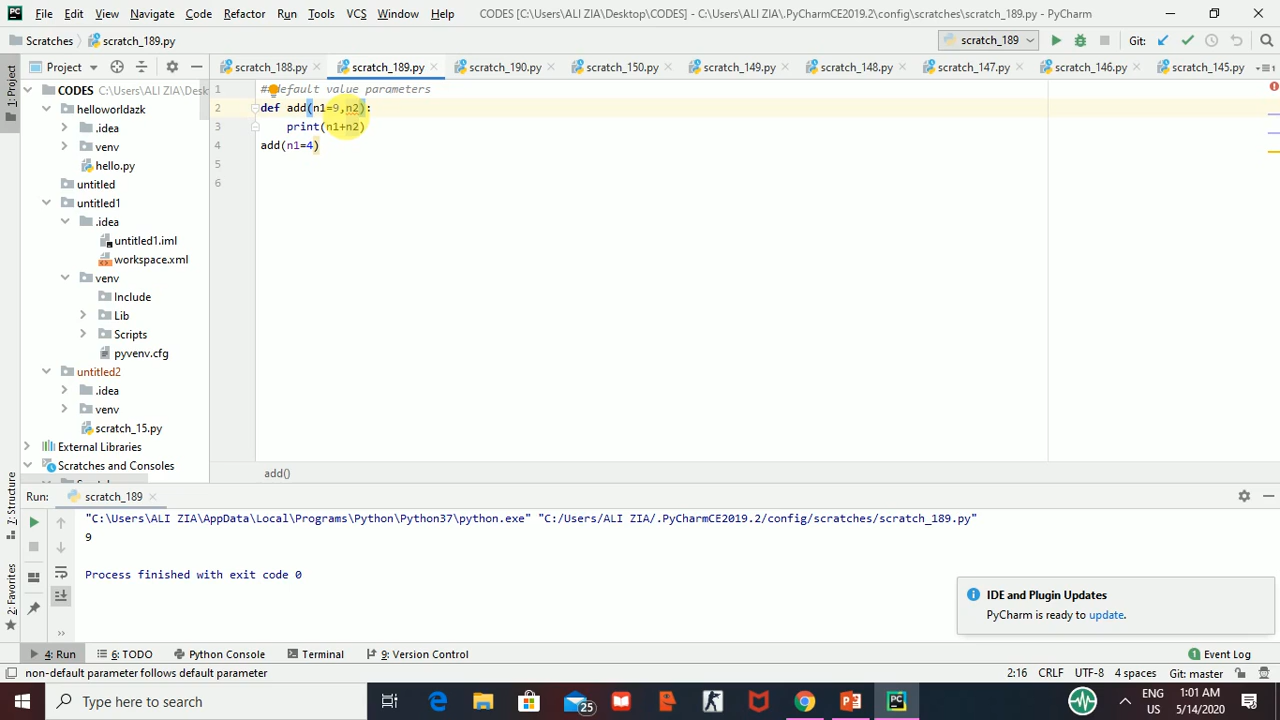 File Edit View Navigate Code Refactor Run Tools VCS Window Help CODES [C:\Users\ALI ZIA\Desktop\CODES] - C:\Users\ALI ZIA\.PyCharmCE2019.2\config\scratches\scratch_189.py - PyCharm
Scratches scratch_189.py scratch_189 Git:
Project scratch_188.py scratch_189.py scratch_190.py scratch_150.py scratch_149.py scratch_148.py scratch_147.py scratch_146.py scratch_145.py
1: Project
CODES
helloworldazk
.idea
venv
hello.py
untitled
untitled1
.idea
untitled1.iml
workspace.xml
venv
Include
Lib
Scripts
pyvenv.cfg
untitled2
.idea
venv
scratch_15.py
External Libraries
Scratches and Consoles
1 ##default value parameters
2 def add(n1=9,n2):
3 print(n1+n2)
4 add(n1=4)
5
6
add()
7: Structure
2: Favorites
Run: scratch_189
"C:\Users\ALI ZIA\AppData\Local\Programs\Python\Python37\python.exe" "C:/Users/ALI ZIA/.PyCharmCE2019.2/config/scratches/scratch_189.py"
9
Process finished with exit code 0
IDE and Plugin Updates
PyCharm is ready to update.
4: Run 6: TODO Python Console Terminal 9: Version Control 1 Event Log
non-default parameter follows default parameter 2:16 CRLF UTF-8 4 spaces Git: master
Type here to search 25 ENG 1:01 AM
US 5/14/2020